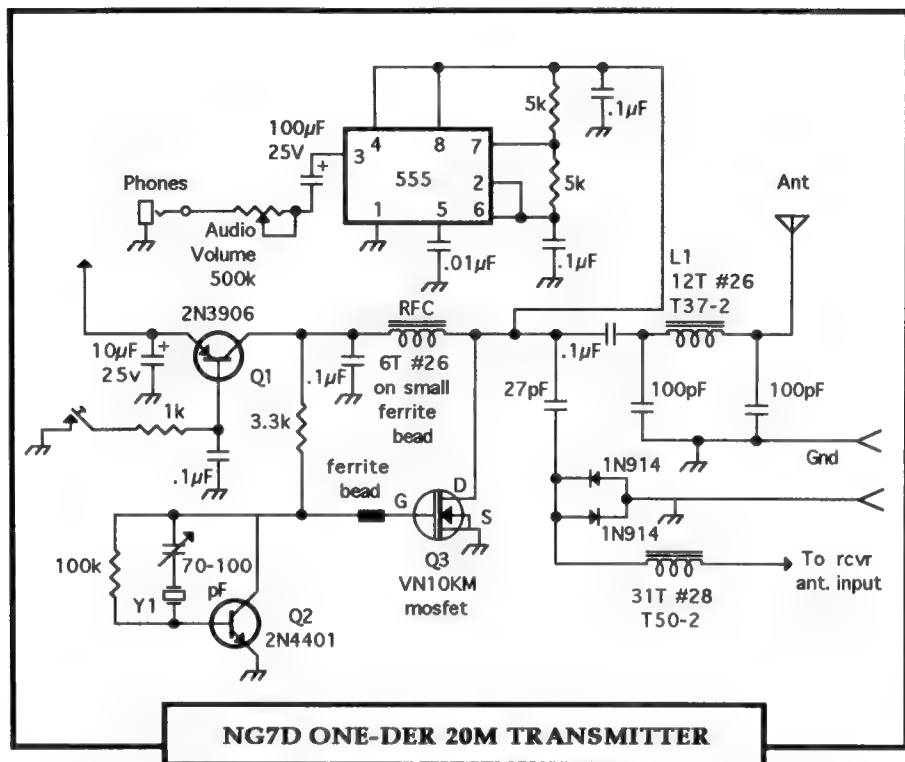 5k
.1µF
100µF
25V
4
8
7
3
555
2
5k
1
5
6
Phones
Audio
Volume
500k
.01µF
.1µF
Ant
L1
12T #26
T37-2
2N3906
RFC
10µF
25v
Q1
.1µF
6T #26
on small
ferrite
bead
.1µF
27pF
100pF
100pF
1k
3.3k
.1µF
ferrite
bead
G
D
S
1N914
Gnd
1N914
100k
70-100
pF
Y1
Q2
2N4401
Q3
VN10KM
mosfet
31T #28
T50-2
To rcvr
ant. input
NG7D ONE-DER 20M TRANSMITTER